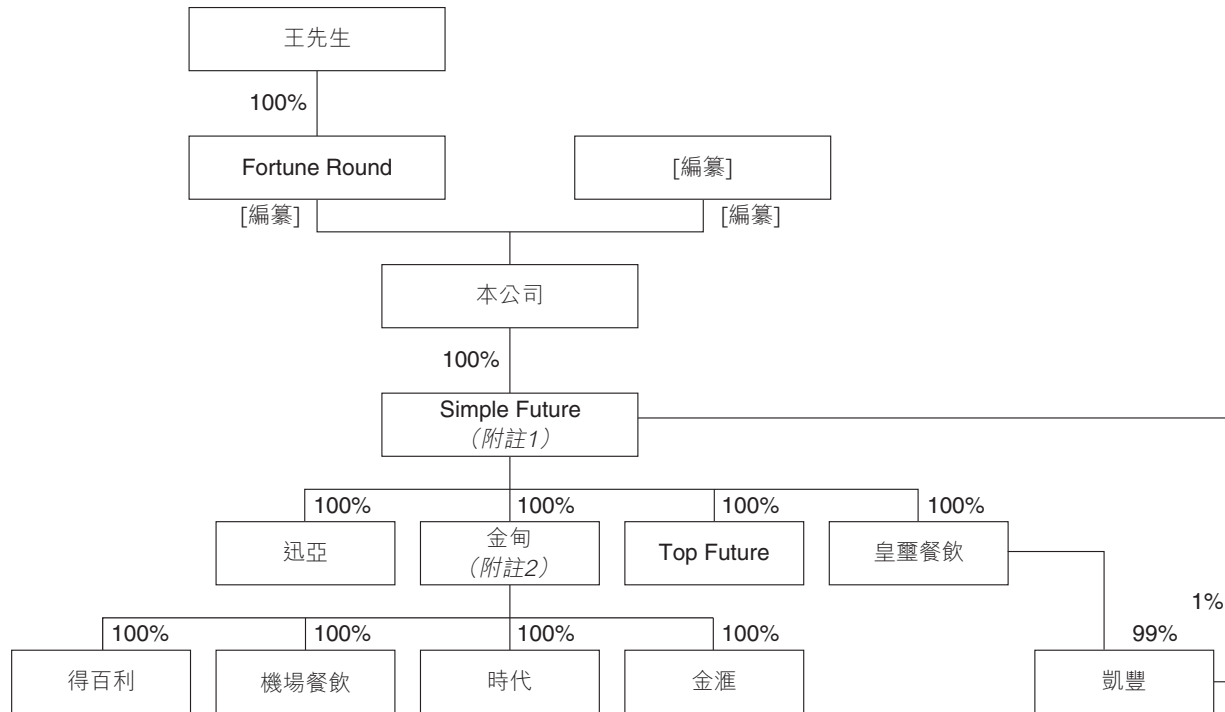 王先生
100%
Fortune Round
[編纂]
[編纂]
[編纂]
本公司
100%
Simple Future
（附註1）
100%
100%
100%
100%
迅亞
金甸
（附註2）
Top Future
皇璽餐飲
1%
100%
100%
100%
100%
99%
得百利
機場餐飲
時代
金滙
凱豐